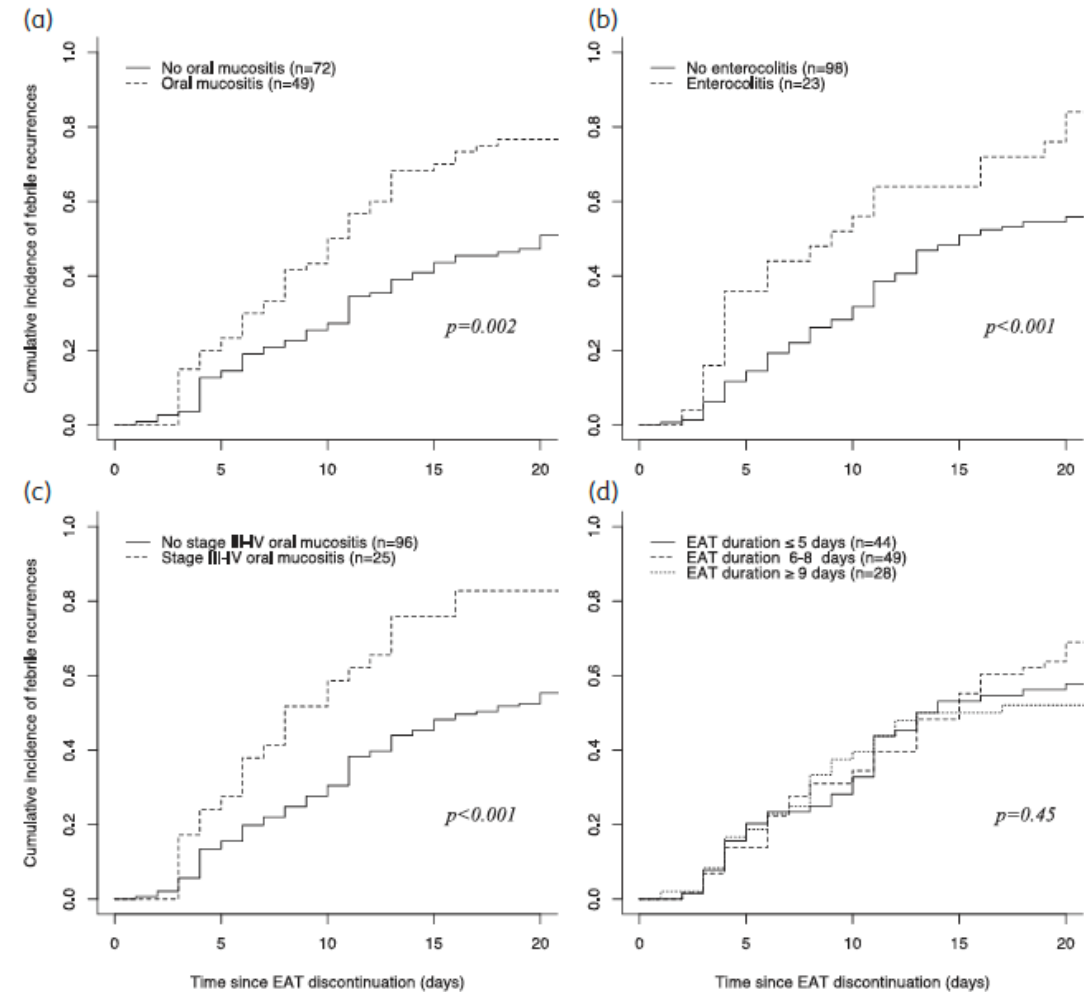 (a)
1.0
0.8
0.6
0.4
0.2
0.0
Cumulative incidence of febrile recurrences
No oral mucositis (n=72)
Oral mucositis (n=49)
p=0.002
0 5 10 15 20
(b)
1.0
0.8
0.6
0.4
0.2
0.0
No enterocolitis (n=98)
Enterocolitis (n=23)
p<0.001
0 5 10 15 20
(c)
1.0
0.8
0.6
0.4
0.2
0.0
Cumulative incidence of febrile recurrences
No stage III-IV oral mucositis (n=96)
Stage III-IV oral mucositis (n=25)
p<0.001
0 5 10 15 20
Time since EAT discontinuation (days)
(d)
1.0
0.8
0.6
0.4
0.2
0.0
EAT duration ≤ 5 days (n=44)
EAT duration 6-8 days (n=49)
EAT duration ≥ 9 days (n=28)
p=0.45
0 5 10 15 20
Time since EAT discontinuation (days)